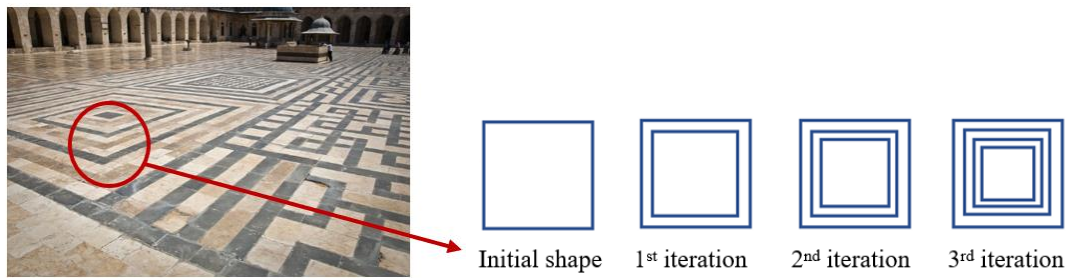 Initial shape
1st iteration
2nd iteration
3rd iteration